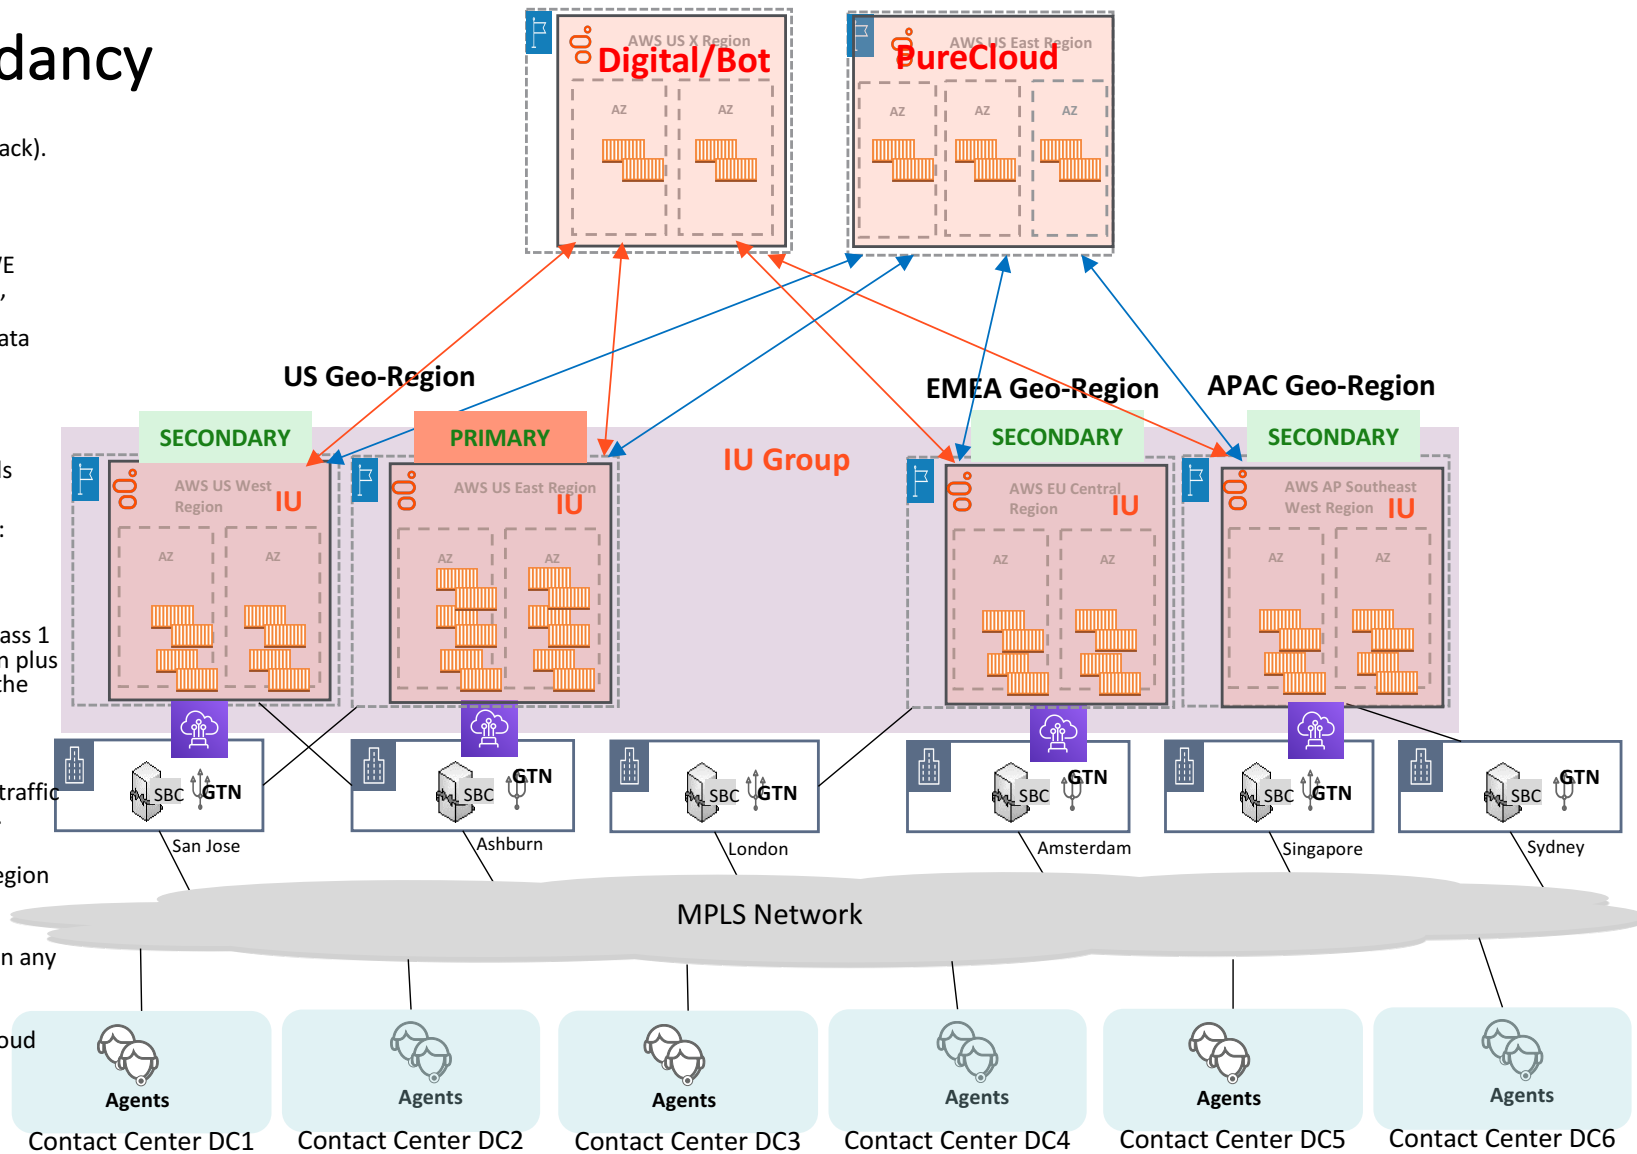 dancy
ack).
VE
,
ata
ls
:
ass 1
n plus
the
traffic
.
egion
n any
oud
AWS US X Region
Digital/Bot
AZ
AZ
AWS US East Region
PureCloud
AZ
AZ
AZ
US Geo-Region
EMEA Geo-Region
APAC Geo-Region
SECONDARY
PRIMARY
SECONDARY
SECONDARY
IU Group
AWS US West
Region
IU
AZ
AZ
AWS US East Region
IU
AZ
AZ
AWS EU Central
Region
IU
AZ
AZ
AWS AP Southeast
West Region
IU
AZ
AZ
SBC
GTN
San Jose
SBC
GTN
Ashburn
SBC
GTN
London
SBC
GTN
Amsterdam
SBC
GTN
Singapore
SBC
GTN
Sydney
MPLS Network
Agents
Agents
Agents
Agents
Agents
Agents
Contact Center DC1
Contact Center DC2
Contact Center DC3
Contact Center DC4
Contact Center DC5
Contact Center DC6